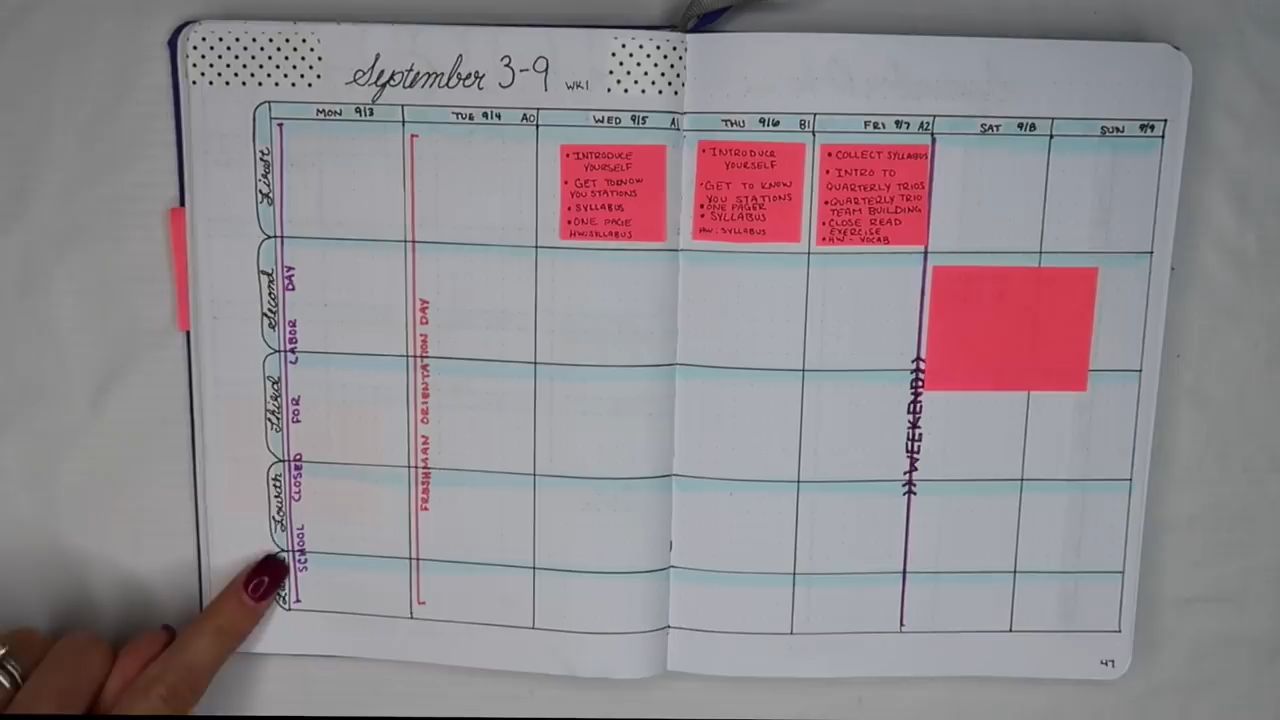 September 3-9 WK1
MON 9/3
TUE 9/4 A0
WED 9/5 A1
THU 9/6 B1
FRI 9/7 A2
SAT 9/8
SUN 9/9
First
Second
Third
Fourth
SCHOOL CLOSED FOR LABOR DAY
FRESHMAN ORIENTATION DAY
• INTRODUCE
YOURSELF
• GET TO KNOW
YOU STATIONS
• SYLLABUS
• ONE PAGE
HW: SYLLABUS
• INTRODUCE
YOURSELF
• GET TO KNOW
YOU STATIONS
• ONE PAGER
• SYLLABUS
HW: SYLLABUS
• COLLECT SYLLABUS
• INTRO TO
QUARTERLY TRIOS
• QUARTERLY TRIO
TEAM BUILDING
• CLOSE READ
EXERCISE
• HW - VOCAB
>> WEEKEND >>
47